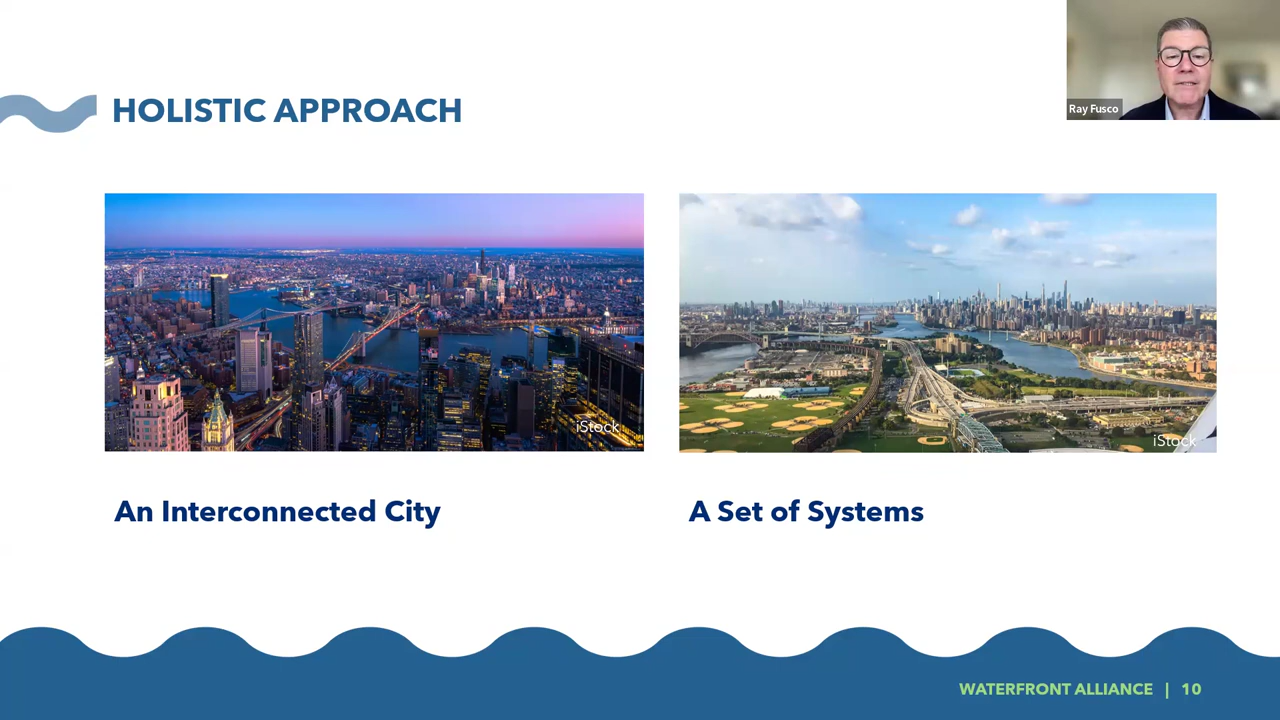 Ray Fusco
HOLISTIC APPROACH
iStock
iStock
An Interconnected City
A Set of Systems
WATERFRONT ALLIANCE | 10